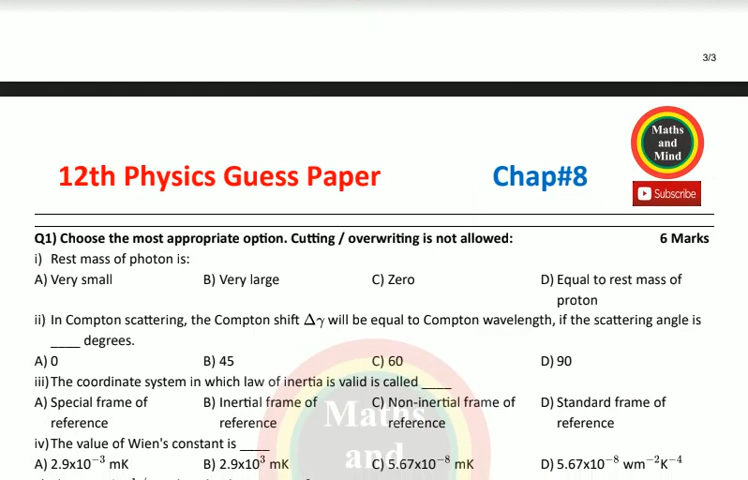 3/3
12th Physics Guess Paper Chap#8
Maths
and
Mind
Subscribe
Q1) Choose the most appropriate option. Cutting / overwriting is not allowed: 6 Marks
i) Rest mass of photon is:
A) Very small B) Very large C) Zero D) Equal to rest mass of
proton
ii) In Compton scattering, the Compton shift Δγ will be equal to Compton wavelength, if the scattering angle is
____ degrees.
A) 0 B) 45 C) 60 D) 90
iii) The coordinate system in which law of inertia is valid is called ____
A) Special frame of B) Inertial frame of C) Non-inertial frame of D) Standard frame of
reference reference reference reference
Maths
iv) The value of Wien's constant is ____
A) 2.9x10⁻³ mK B) 2.9x10³ mK C) 5.67x10⁻⁸ mK D) 5.67x10⁻⁸ wm⁻²K⁻⁴
and